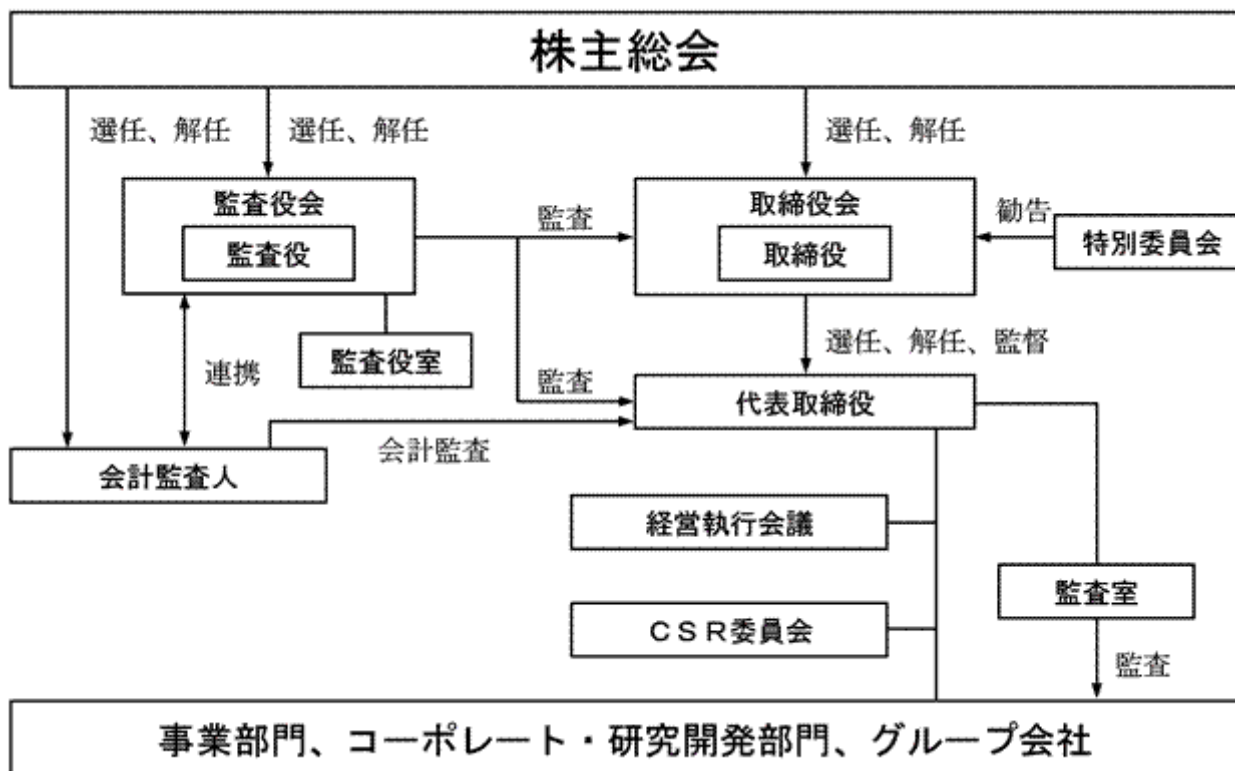 株主総会
選任、解任
選任、解任
選任、解任
監査役会
監査役
監査
取締役会
取締役
勧告
特別委員会
監査役室
連携
選任、解任、監督
監査
代表取締役
会計監査
会計監査人
経営執行会議
監査室
CSR委員会
監査
事業部門、コーポレート・研究開発部門、グループ会社